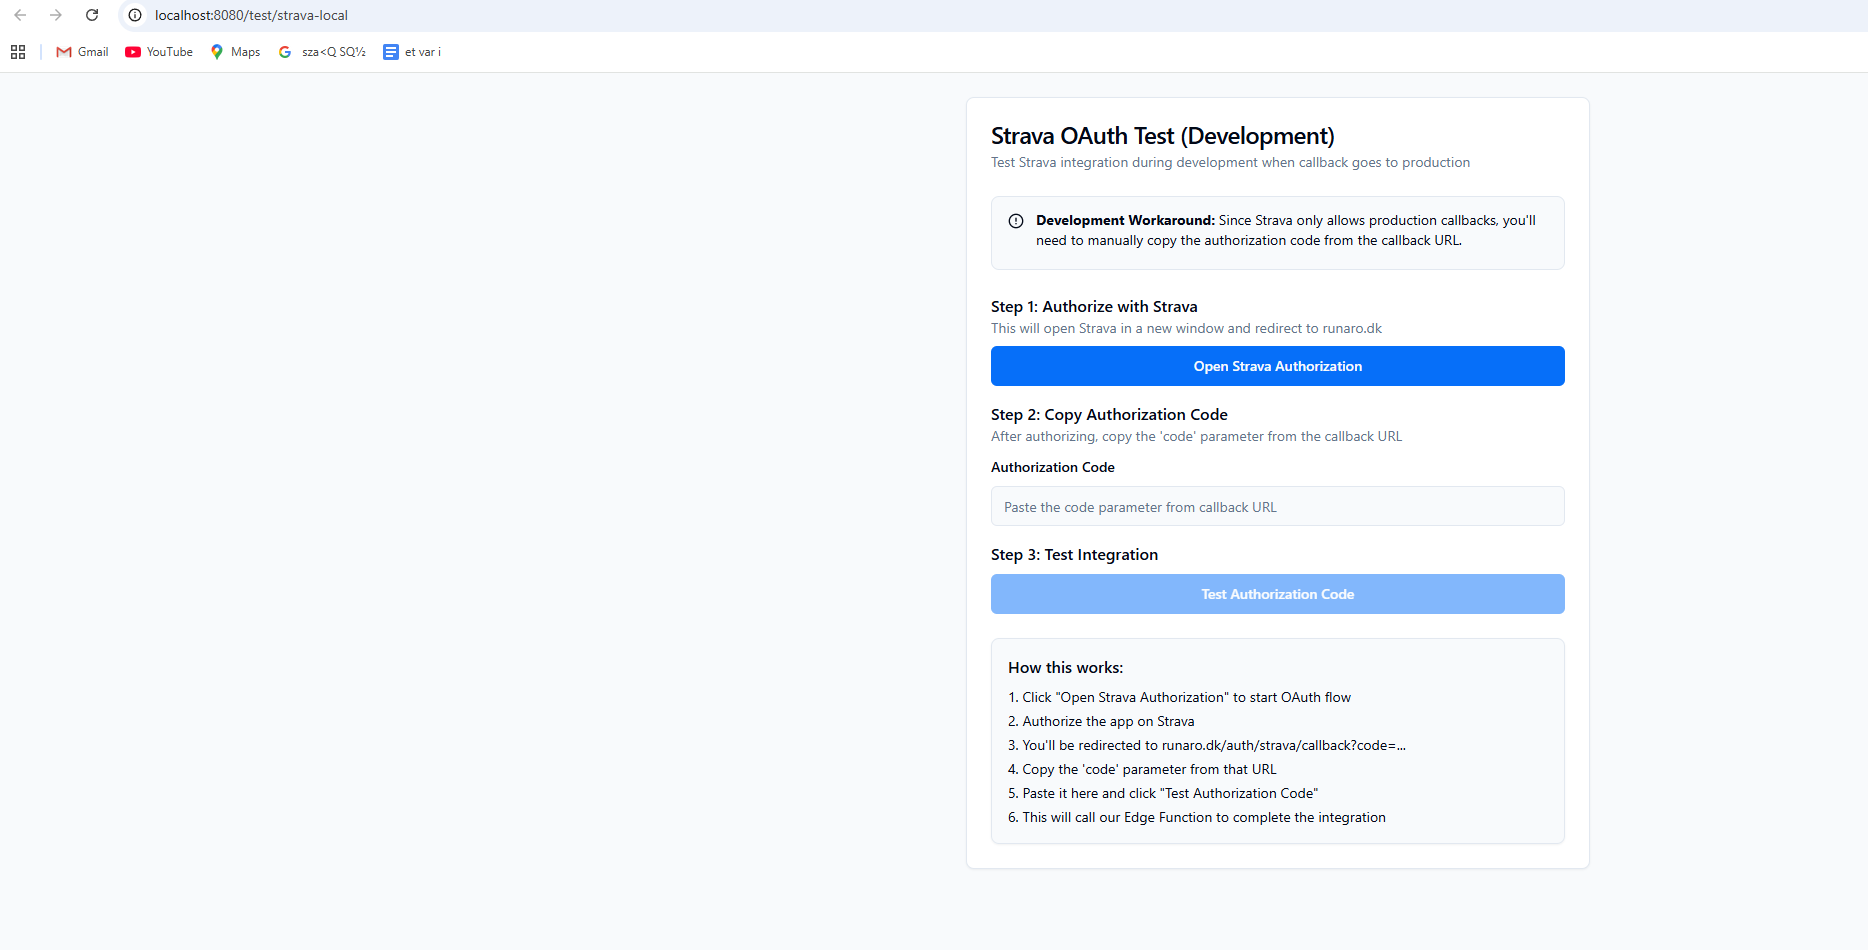 localhost:8080/test/strava-local
Gmail YouTube Maps sza<Q SQ½ et var i
Strava OAuth Test (Development)
Test Strava integration during development when callback goes to production
Development Workaround: Since Strava only allows production callbacks, you'll
need to manually copy the authorization code from the callback URL.
Step 1: Authorize with Strava
This will open Strava in a new window and redirect to runaro.dk
Open Strava Authorization
Step 2: Copy Authorization Code
After authorizing, copy the 'code' parameter from the callback URL
Authorization Code
Paste the code parameter from callback URL
Step 3: Test Integration
Test Authorization Code
How this works:
1. Click "Open Strava Authorization" to start OAuth flow
2. Authorize the app on Strava
3. You'll be redirected to runaro.dk/auth/strava/callback?code=...
4. Copy the 'code' parameter from that URL
5. Paste it here and click "Test Authorization Code"
6. This will call our Edge Function to complete the integration